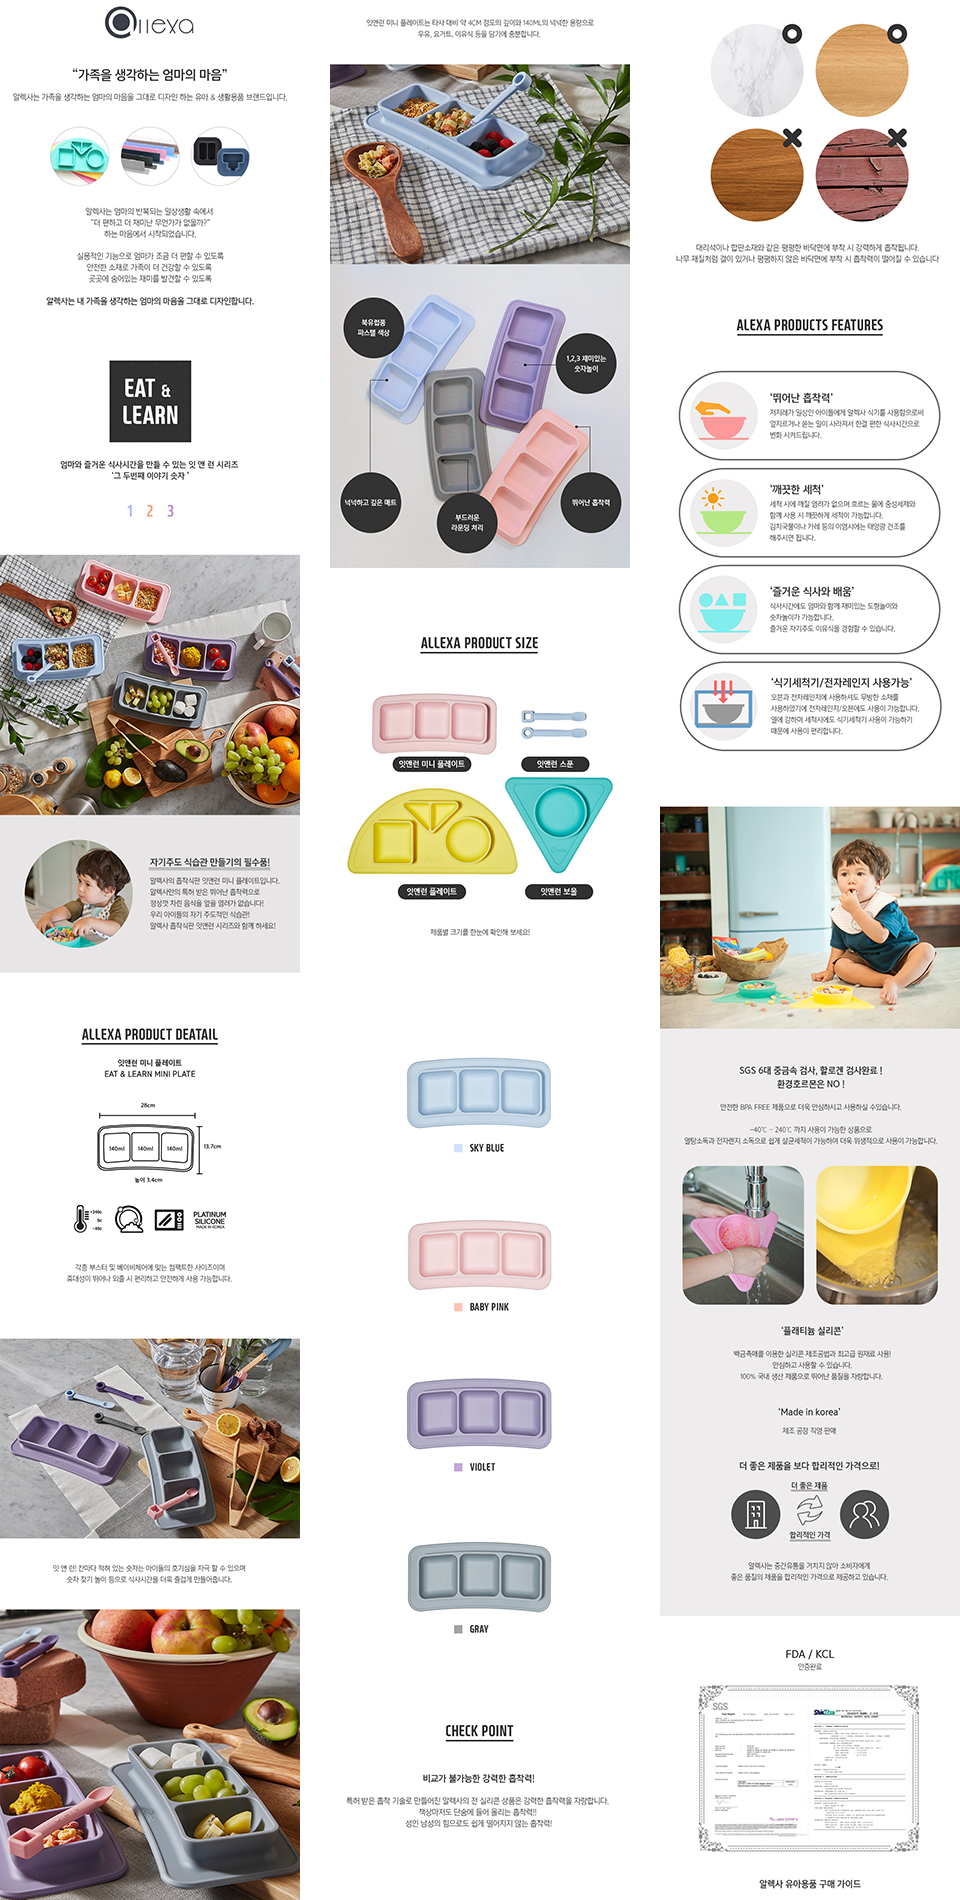 allexa
“가족을 생각하는 엄마의 마음”
알렉사는 가족을 생각하는 엄마의 마음을 그대로 디자인 하는 유아 & 생활용품 브랜드입니다.
알렉사는 엄마의 반복되는 일상생활 속에서
“더 편하고 더 재미난 무언가가 없을까?”
하는 마음에서 시작되었습니다.
실용적인 기능으로 엄마가 조금 더 편할 수 있도록
안전한 소재로 가족이 더 건강할 수 있도록
곳곳에 숨어있는 재미를 발견할 수 있도록
알렉사는 내 가족을 생각하는 엄마의 마음을 그대로 디자인합니다.
EAT &
LEARN
엄마와 즐거운 식사시간을 만들 수 있는 잇 앤 런 시리즈
‘그 두번째 이야기 숫자 ’
1 2 3
자기주도 식습관 만들기의 필수품!
알렉사의 흡착식판 잇앤런 미니 플레이트입니다.
알렉사만의 특허 받은 뛰어난 흡착력으로
정성껏 차린 음식을 엎을 염려가 없습니다!
우리 아이들의 자기 주도적인 식습관!
알렉사 흡착식판 잇앤런 시리즈와 함께 하세요!
ALLEXA PRODUCT DEATAIL
잇앤런 미니 플레이트
EAT & LEARN MINI PLATE
28cm
140ml 140ml 140ml
13.7cm
높이 3.4cm
+240c
0c
-40c
PLATINUM
SILICONE
MADE IN KOREA
각종 부스터 및 베이비체어에 맞는 컴팩트한 사이즈이며
휴대성이 뛰어나 외출 시 편리하고 안전하게 사용 가능합니다.
잇 앤 런! 칸마다 적혀 있는 숫자는 아이들의 호기심을 자극 할 수 있으며
숫자 찾기 놀이 등으로 식사시간을 더욱 즐겁게 만들어줍니다.
잇앤런 미니 플레이트는 타사 대비 약 4CM 정도의 깊이와 140ML의 넉넉한 용량으로
우유, 요거트, 이유식 등을 담기에 충분합니다.
북유럽풍
파스텔 색상
1,2,3 재미있는
숫자놀이
넉넉하고 깊은 매트
부드러운
라운딩 처리
뛰어난 흡착력
ALLEXA PRODUCT SIZE
잇앤런 미니 플레이트
잇앤런 스푼
잇앤런 플레이트
잇앤런 보울
제품별 크기를 한눈에 확인해 보세요!
SKY BLUE
BABY PINK
VIOLET
GRAY
CHECK POINT
비교가 불가능한 강력한 흡착력!
특허 받은 흡착 기술로 만들어진 알렉사의 전 실리콘 상품은 강력한 흡착력을 자랑합니다.
책상마저도 단숨에 들어 올리는 흡착력!!
성인 남성의 힘으로도 쉽게 떨어지지 않는 흡착력!
대리석이나 합판소재와 같은 평평한 바닥면에 부착 시 강력하게 흡착됩니다.
나무 재질처럼 결이 있거나 평평하지 않은 바닥면에 부착 시 흡착력이 떨어질 수 있습니다
ALEXA PRODUCTS FEATURES
‘뛰어난 흡착력’
저지레가 일상인 아이들에게 알렉사 식기를 사용함으로써
엎지르거나 쏟는 일이 사라져서 한결 편한 식사시간으로
변화 시켜드립니다.
‘깨끗한 세척’
세척 시에 깨질 염려가 없으며 흐르는 물에 중성세제와
함께 사용 시 깨끗하게 세척이 가능합니다.
김치국물이나 카레 등의 이염시에는 태양광 건조를
해주시면 됩니다.
‘즐거운 식사와 배움’
식사시간에도 엄마와 함께 재미있는 도형놀이와
숫자놀이가 가능합니다.
즐거운 자기주도 이유식을 경험할 수 있습니다.
‘식기세척기/전자레인지 사용가능’
오븐과 전자레인지에 사용하셔도 무방한 소재를
사용하였기에 전자레인지/오븐에도 사용이 가능합니다.
열에 강하여 세척시에도 식기세척기 사용이 가능하기
때문에 사용이 편리합니다.
SGS 6대 중금속 검사, 할로겐 검사완료 !
환경호르몬은 NO !
안전한 BPA FREE 제품으로 더욱 안심하시고 사용하실 수있습니다.
-40℃ ~ 240℃ 까지 사용이 가능한 상품으로
열탕소독과 전자렌지 소독으로 쉽게 살균세척이 가능하여 더욱 위생적으로 사용이 가능합니다.
‘플래티늄 실리콘’
백금촉매를 이용한 실리콘 제조공법과 최고급 원재료 사용!
안심하고 사용할 수 있습니다.
100% 국내 생산 제품으로 뛰어난 품질을 자랑합니다.
‘Made in korea’
제조 공장 직영 판매
더 좋은 제품을 보다 합리적인 가격으로!
더 좋은 제품
합리적인 가격
알렉사는 중간유통을 거치지 않아 소비자에게
좋은 품질의 제품을 합리적인 가격으로 제공하고 있습니다.
FDA / KCL
인증완료
SGS
알렉사 유아용품 구매 가이드